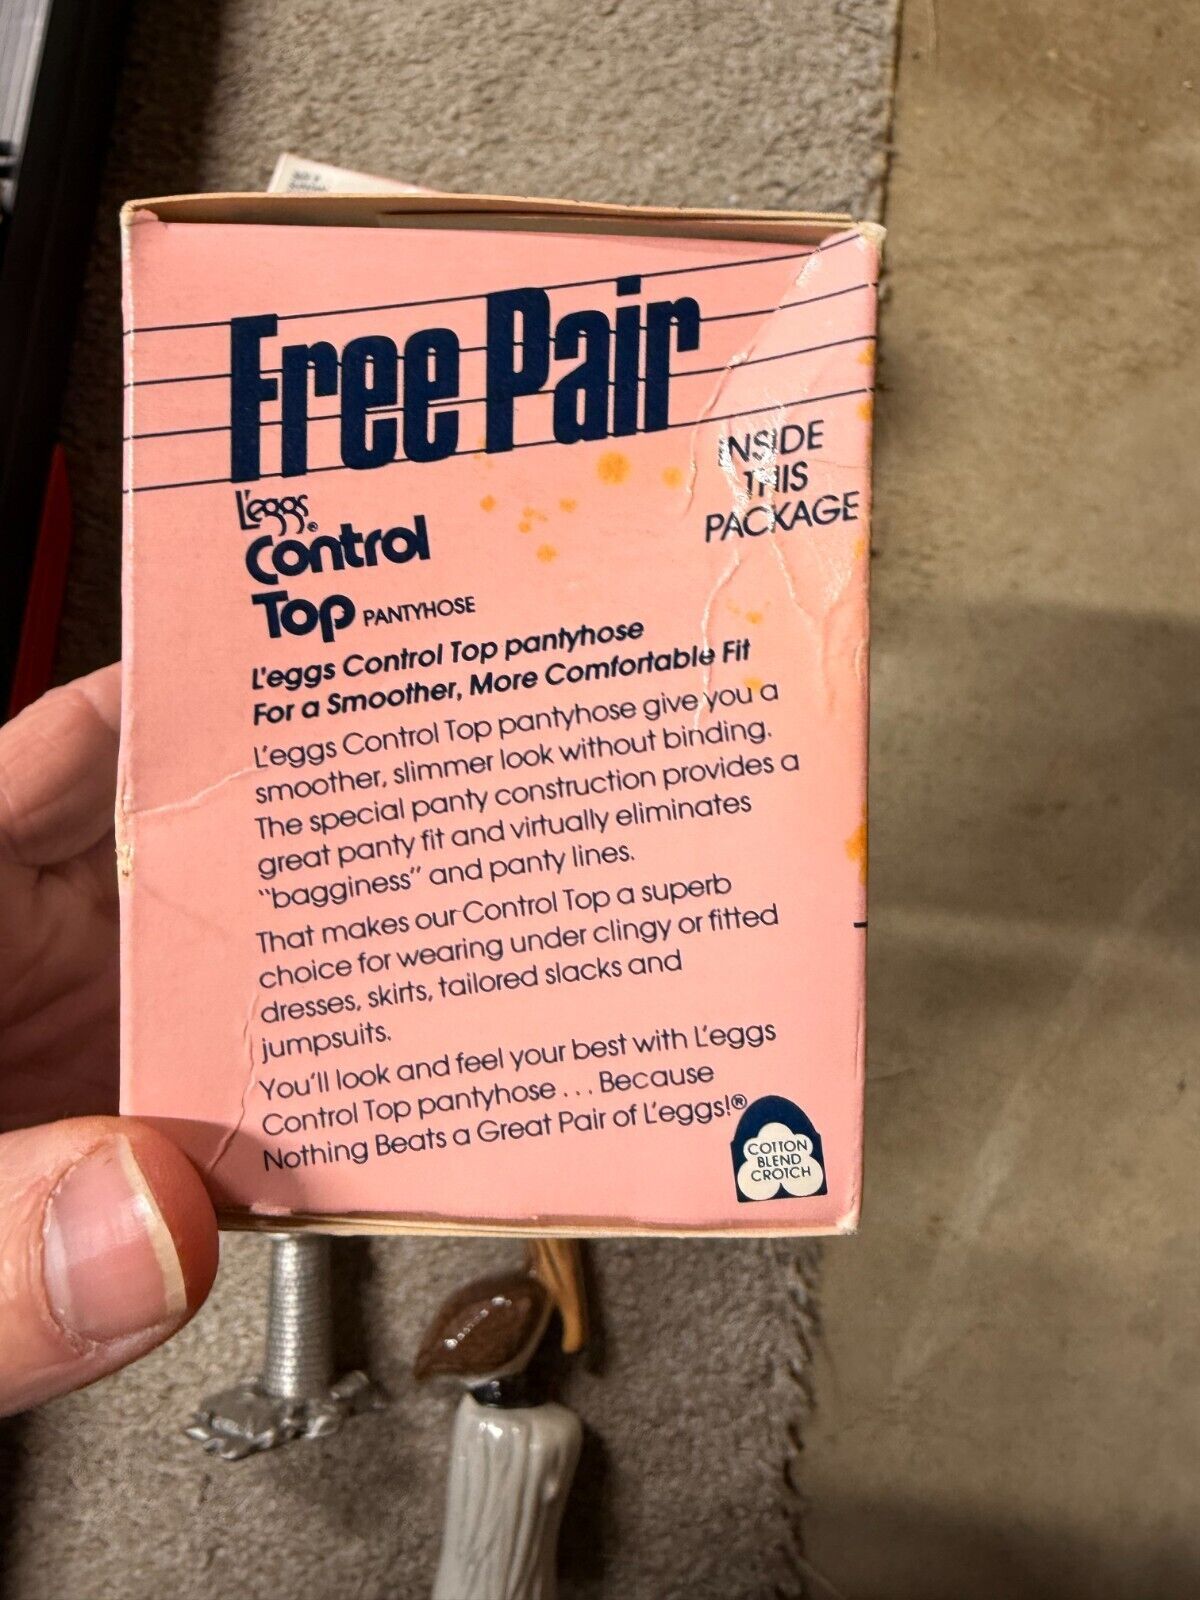 Free Pair
INSIDE
THIS
PACKAGE
L'eggs®
Control
Top PANTYHOSE
L'eggs Control Top pantyhose
For a Smoother, More Comfortable Fit
L'eggs Control Top pantyhose give you a
smoother, slimmer look without binding.
The special panty construction provides a
great panty fit and virtually eliminates
"bagginess" and panty lines.
That makes our Control Top a superb
choice for wearing under clingy or fitted
dresses, skirts, tailored slacks and
jumpsuits.
You'll look and feel your best with L'eggs
Control Top pantyhose . . . Because
Nothing Beats a Great Pair of L'eggs!®
COTTON
BLEND
CROTCH